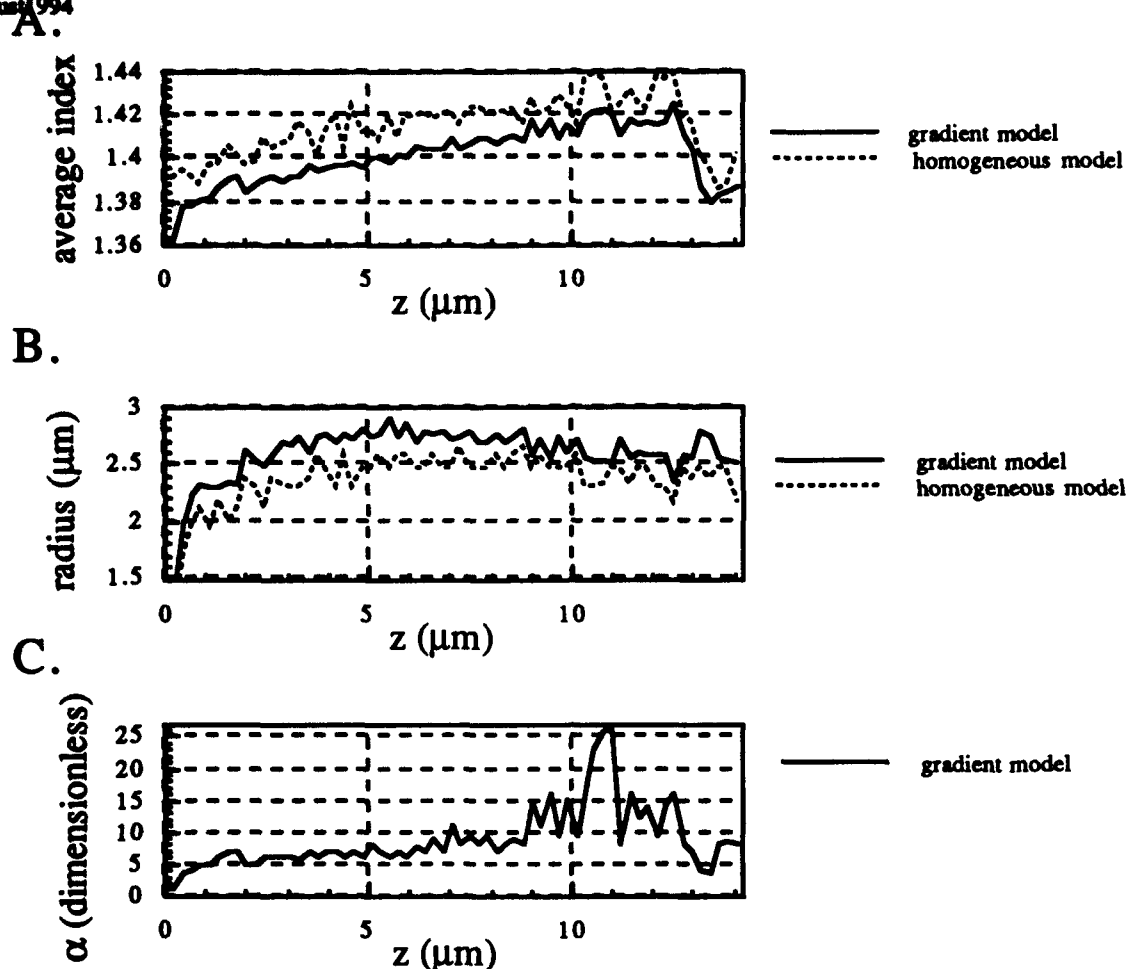 1994
A.
average index
1.44
1.42
1.4
1.38
1.36
0 5 10
z (μm)
gradient model
homogeneous model
B.
radius (μm)
3
2.5
2
1.5
0 5 10
z (μm)
gradient model
homogeneous model
C.
α (dimensionless)
25
20
15
10
5
0
0 5 10
z (μm)
gradient model